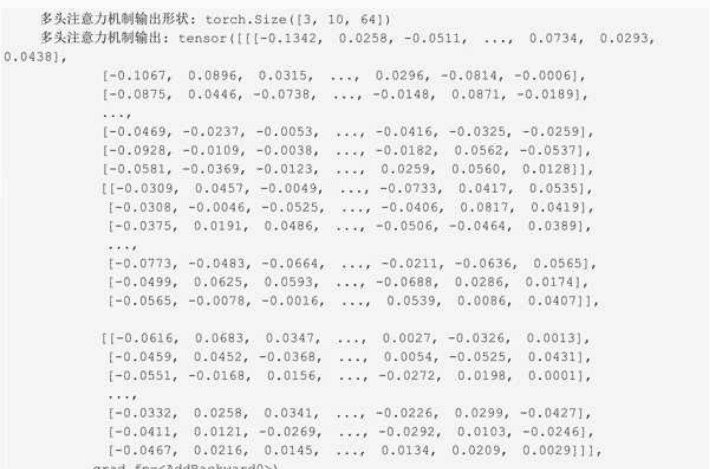 多头注意力机制输出形状: torch.Size([3, 10, 64])
多头注意力机制输出: tensor([[[-0.1342, 0.0258, -0.0511, ..., 0.0734, 0.0293,
0.0438],
[-0.1067, 0.0896, 0.0315, ..., 0.0296, -0.0814, -0.0006],
[-0.0875, 0.0446, -0.0738, ..., -0.0148, 0.0871, -0.0189],
...,
[-0.0469, -0.0237, -0.0053, ..., -0.0416, -0.0325, -0.0259],
[-0.0928, -0.0109, -0.0038, ..., -0.0182, 0.0562, -0.0537],
[-0.0581, -0.0369, -0.0123, ..., 0.0259, 0.0560, 0.0128]],
[[-0.0309, 0.0457, -0.0049, ..., -0.0733, 0.0417, 0.0535],
[-0.0308, -0.0046, -0.0525, ..., -0.0406, 0.0817, 0.0419],
[-0.0375, 0.0191, 0.0486, ..., -0.0506, -0.0464, 0.0389],
...,
[-0.0773, -0.0483, -0.0664, ..., -0.0211, -0.0636, 0.0565],
[-0.0499, 0.0625, 0.0593, ..., -0.0688, 0.0286, 0.0174],
[-0.0565, -0.0078, -0.0016, ..., 0.0539, 0.0086, 0.0407]],
[[-0.0616, 0.0683, 0.0347, ..., 0.0027, -0.0326, 0.0013],
[-0.0459, 0.0452, -0.0368, ..., 0.0054, -0.0525, 0.0431],
[-0.0551, -0.0168, 0.0156, ..., -0.0272, 0.0198, 0.0001],
...,
[-0.0332, 0.0258, 0.0341, ..., -0.0226, 0.0299, -0.0427],
[-0.0411, 0.0121, -0.0269, ..., -0.0292, 0.0103, -0.0246],
[-0.0467, 0.0216, 0.0145, ..., 0.0134, 0.0209, 0.0029]]],
grad_fn=<AddBackward0>)